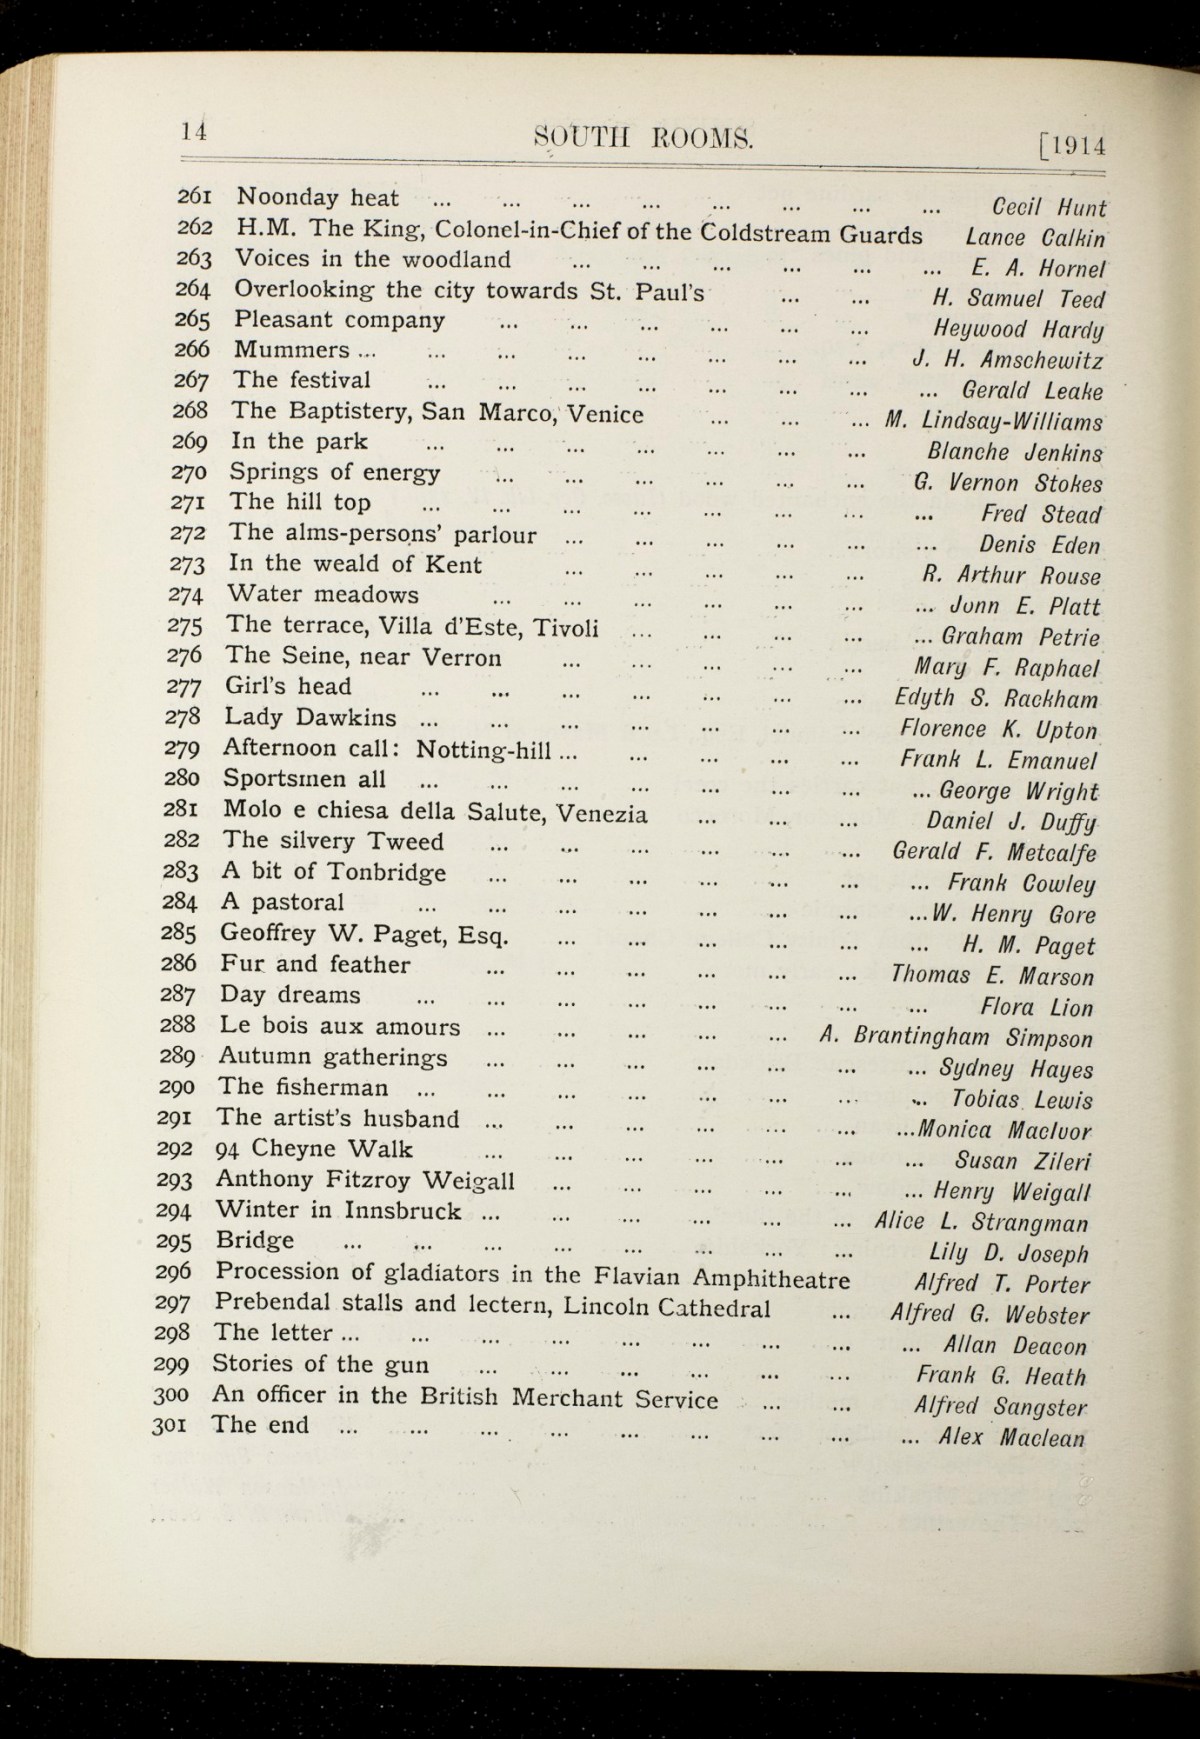 14 SOUTH ROOMS. [1914
261 Noonday heat ... ... ... ... ... ... ... ... Cecil Hunt
262 H.M. The King, Colonel-in-Chief of the Coldstream Guards Lance Calkin
263 Voices in the woodland ... ... ... ... ... ... E. A. Hornel
264 Overlooking the city towards St. Paul's ... ... H. Samuel Teed
265 Pleasant company ... ... ... ... ... ... Heywood Hardy
266 Mummers ... ... ... ... ... ... ... ... J. H. Amschewitz
267 The festival ... ... ... ... ... ... ... ... Gerald Leake
268 The Baptistery, San Marco, Venice ... ... ... M. Lindsay-Williams
269 In the park ... ... ... ... ... ... ... Blanche Jenkins
270 Springs of energy ... ... ... ... ... ... G. Vernon Stokes
271 The hill top ... ... ... ... ... ... ... ... Fred Stead
272 The alms-persons' parlour ... ... ... ... ... ... Denis Eden
273 In the weald of Kent ... ... ... ... ... R. Arthur Rouse
274 Water meadows ... ... ... ... ... ... ... Junn E. Platt
275 The terrace, Villa d'Este, Tivoli ... ... ... ... ... Graham Petrie
276 The Seine, near Verron ... ... ... ... ... Mary F. Raphael
277 Girl's head ... ... ... ... ... ... ... Edyth S. Rackham
278 Lady Dawkins ... ... ... ... ... ... ... Florence K. Upton
279 Afternoon call: Notting-hill ... ... ... ... ... Frank L. Emanuel
280 Sportsmen all ... ... ... ... ... ... ... ... George Wright
281 Molo e chiesa della Salute, Venezia ... ... ... Daniel J. Duffy
282 The silvery Tweed ... ... ... ... ... ... Gerald F. Metcalfe
283 A bit of Tonbridge ... ... ... ... ... ... ... Frank Cowley
284 A pastoral ... ... ... ... ... ... ... ... W. Henry Gore
285 Geoffrey W. Paget, Esq. ... ... ... ... ... ... H. M. Paget
286 Fur and feather ... ... ... ... ... ... Thomas E. Marson
287 Day dreams ... ... ... ... ... ... ... ... Flora Lion
288 Le bois aux amours ... ... ... ... ... A. Brantingham Simpson
289 Autumn gatherings ... ... ... ... ... ... ... Sydney Hayes
290 The fisherman ... ... ... ... ... ... ... ... Tobias Lewis
291 The artist's husband ... ... ... ... ... ... ... Monica MacIvor
292 94 Cheyne Walk ... ... ... ... ... ... ... Susan Zileri
293 Anthony Fitzroy Weigall ... ... ... ... ... ... Henry Weigall
294 Winter in Innsbruck ... ... ... ... ... ... Alice L. Strangman
295 Bridge ... ... ... ... ... ... ... ... Lily D. Joseph
296 Procession of gladiators in the Flavian Amphitheatre Alfred T. Porter
297 Prebendal stalls and lectern, Lincoln Cathedral ... Alfred G. Webster
298 The letter ... ... ... ... ... ... ... ... ... Allan Deacon
299 Stories of the gun ... ... ... ... ... ... Frank G. Heath
300 An officer in the British Merchant Service ... ... Alfred Sangster
301 The end ... ... ... ... ... ... ... ... ... Alex Maclean